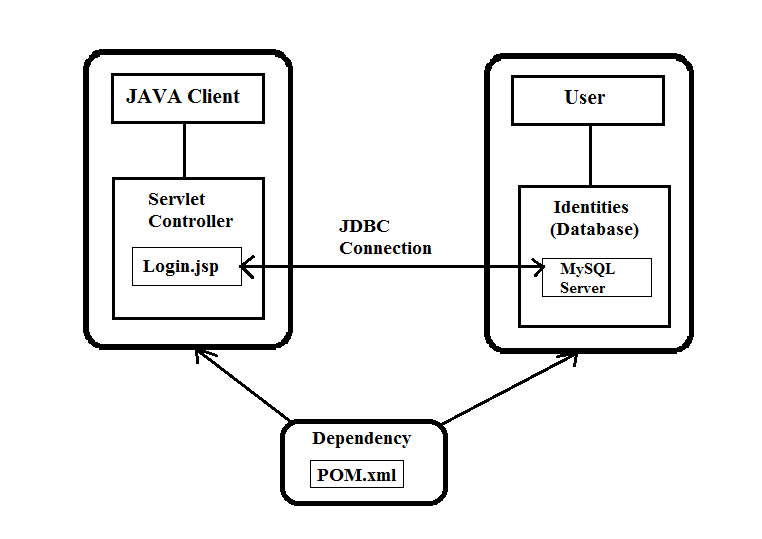 JAVA Client
Servlet
Controller
Login.jsp
JDBC
Connection
User
Identities
(Database)
MySQL
Server
Dependency
POM.xml